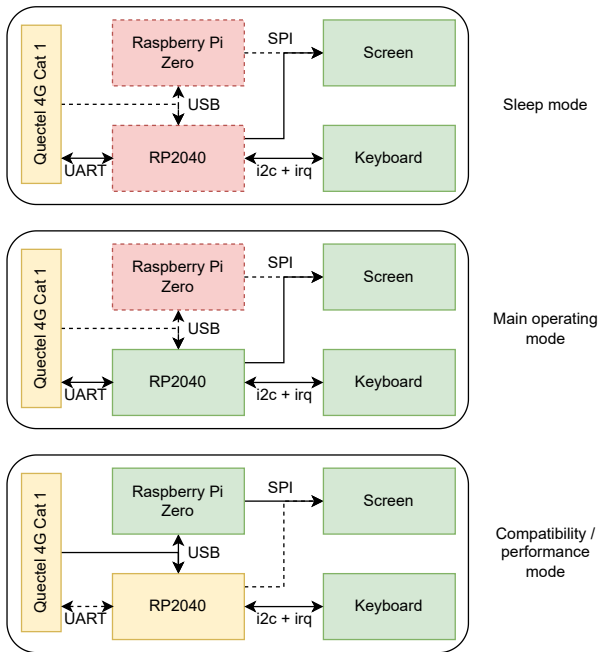 Quectel 4G Cat 1
Raspberry Pi
Zero
SPI
Screen
USB
UART
RP2040
i2c + irq
Keyboard
Sleep mode
Quectel 4G Cat 1
Raspberry Pi
Zero
SPI
Screen
USB
UART
RP2040
i2c + irq
Keyboard
Main operating
mode
Quectel 4G Cat 1
Raspberry Pi
Zero
SPI
Screen
USB
UART
RP2040
i2c + irq
Keyboard
Compatibility /
performance
mode